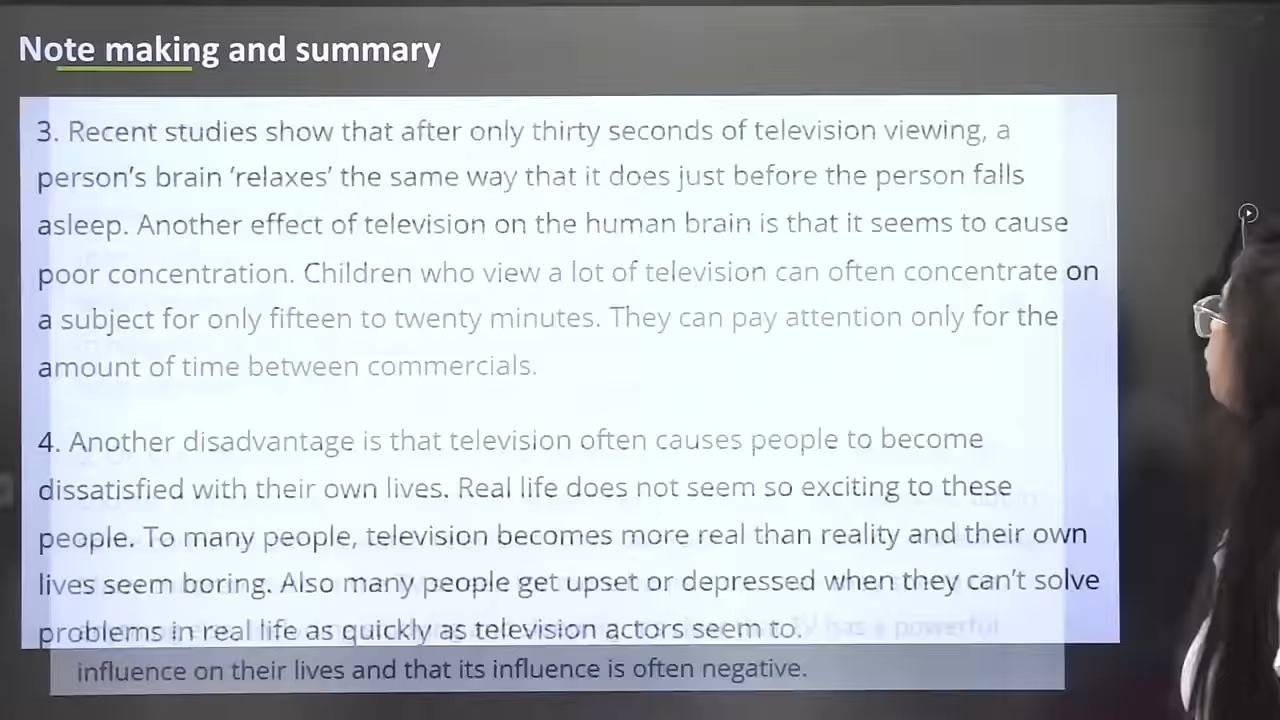 Note making and summary
3. Recent studies show that after only thirty seconds of television viewing, a
person's brain 'relaxes' the same way that it does just before the person falls
asleep. Another effect of television on the human brain is that it seems to cause
poor concentration. Children who view a lot of television can often concentrate on
a subject for only fifteen to twenty minutes. They can pay attention only for the
amount of time between commercials.
4. Another disadvantage is that television often causes people to become
dissatisfied with their own lives. Real life does not seem so exciting to these
people. To many people, television becomes more real than reality and their own
lives seem boring. Also many people get upset or depressed when they can't solve
problems in real life as quickly as television actors seem to.
has a powerful
influence on their lives and that its influence is often negative.